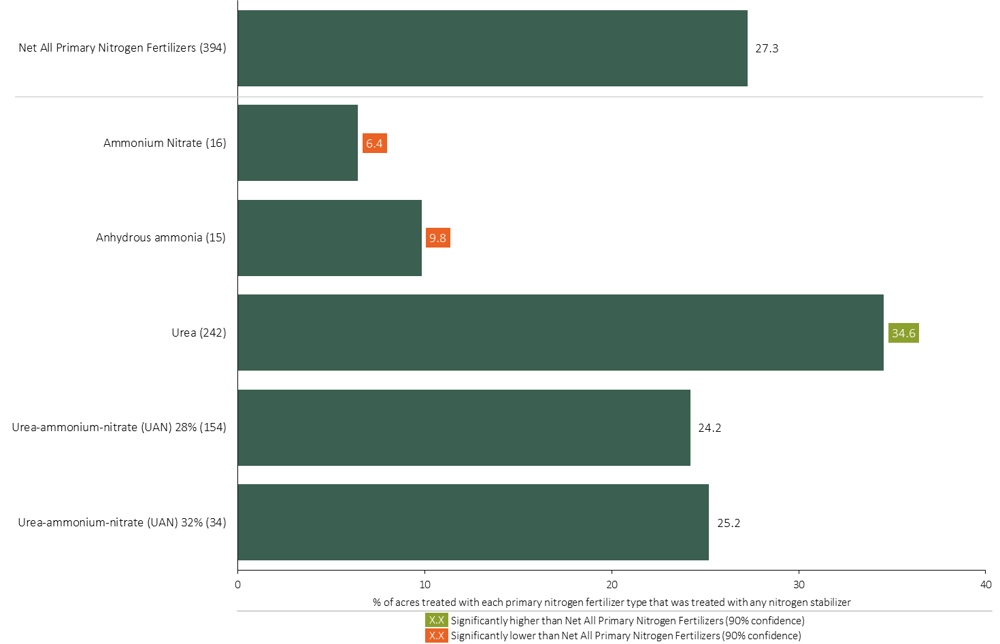 Net All Primary Nitrogen Fertilizers (394)
27.3
Ammonium Nitrate (16)
6.4
Anhydrous ammonia (15)
9.8
Urea (242)
34.6
Urea-ammonium-nitrate (UAN) 28% (154)
24.2
Urea-ammonium-nitrate (UAN) 32% (34)
25.2
0 10 20 30 40
% of acres treated with each primary nitrogen fertilizer type that was treated with any nitrogen stabilizer
X.X Significantly higher than Net All Primary Nitrogen Fertilizers (90% confidence)
X.X Significantly lower than Net All Primary Nitrogen Fertilizers (90% confidence)